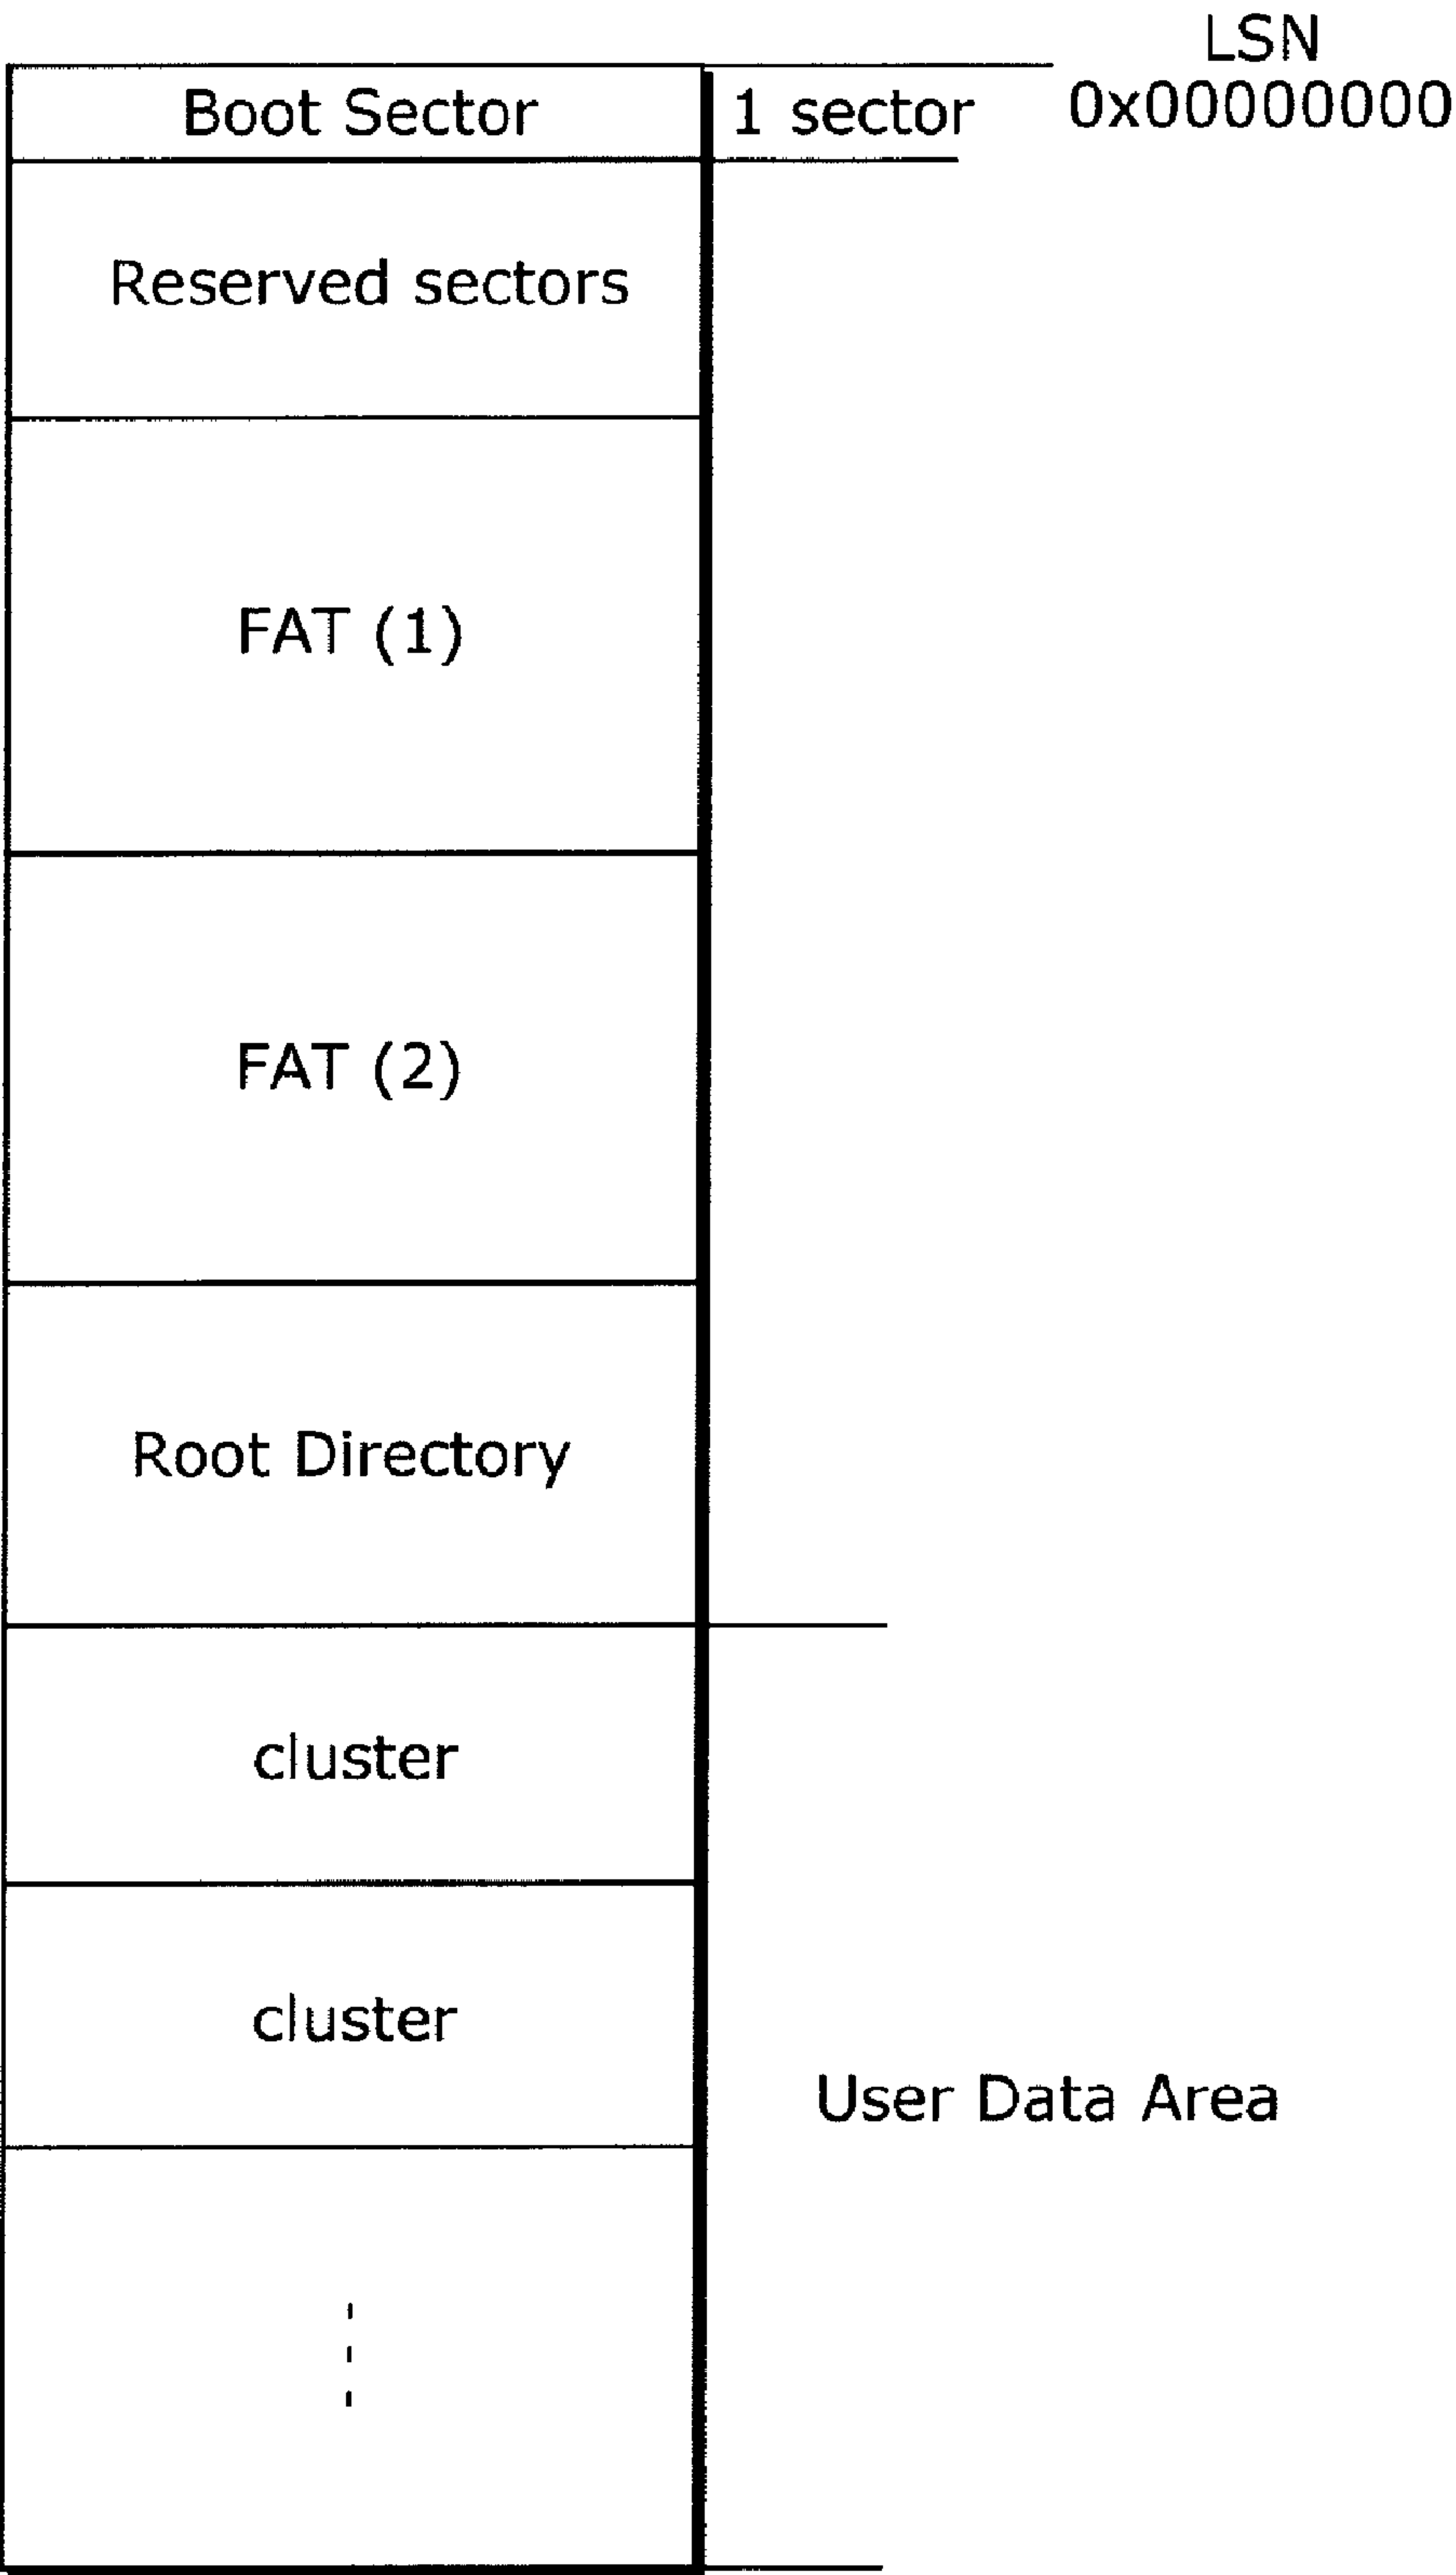 LSN
0x00000000
Boot Sector
1 sector
Reserved sectors
FAT (1)
FAT (2)
Root Directory
cluster
cluster
User Data Area